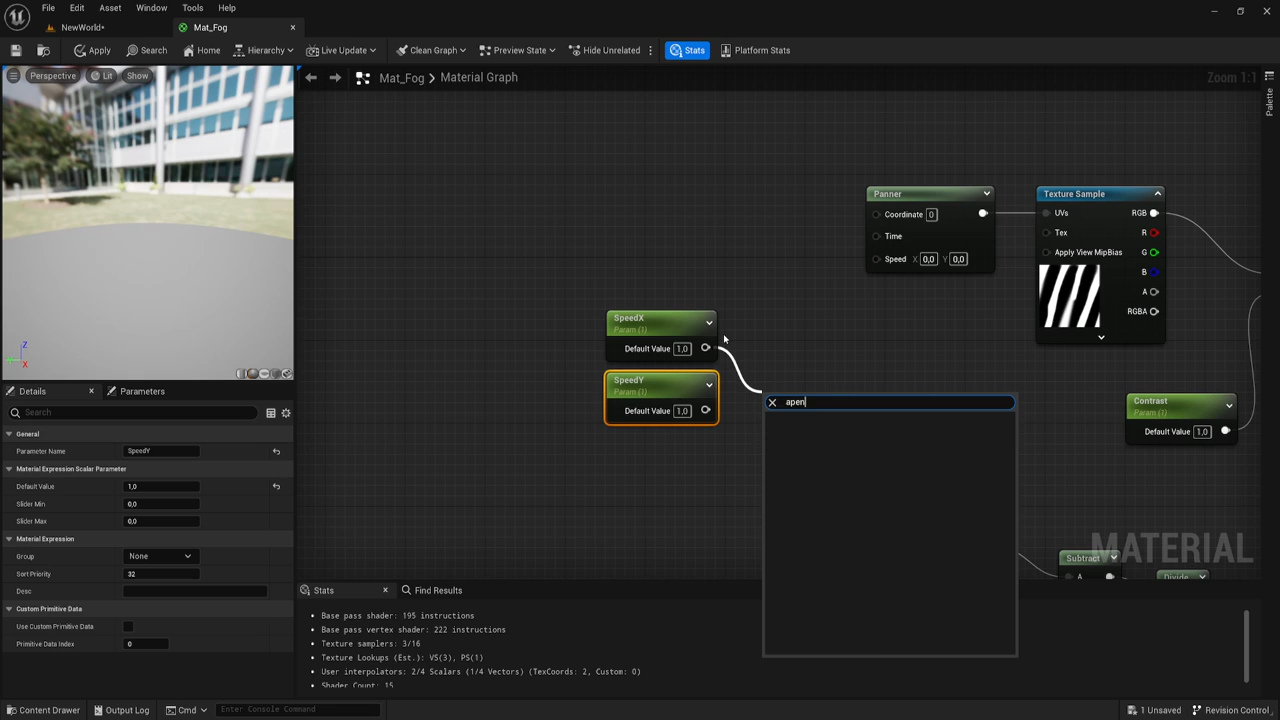 File Edit Asset Window Tools Help
NewWorld* Mat_Fog
Apply Search Home Hierarchy Live Update Clean Graph Preview State Hide Unrelated Stats Platform Stats
Perspective Lit Show
Mat_Fog > Material Graph
Zoom 1:1
Palette
Panner
Coordinate 0
Time
Speed X 0,0 Y 0,0
Texture Sample
UVs RGB
Tex R
Apply View MipBias G
B
A
RGBA
SpeedX
Param (1)
Default Value 1,0
SpeedY
Param (1)
Default Value 1,0
apen
Contrast
Param (1)
Default Value 1,0
Subtract
A
Divide
MATERIAL
Z
X
Details Parameters
Search
General
Parameter Name SpeedY
Material Expression Scalar Parameter
Default Value 1,0
Slider Min 0,0
Slider Max 0,0
Material Expression
Group None
Sort Priority 32
Desc
Custom Primitive Data
Use Custom Primitive Data
Primitive Data Index 0
Stats Find Results
• Base pass shader: 195 instructions
• Base pass vertex shader: 222 instructions
• Texture samplers: 3/16
• Texture Lookups (Est.): VS(3), PS(1)
• User interpolators: 2/4 Scalars (1/4 Vectors) (TexCoords: 2, Custom: 0)
• Shader Count: 15
Content Drawer Output Log Cmd Enter Console Command 1 Unsaved Revision Control